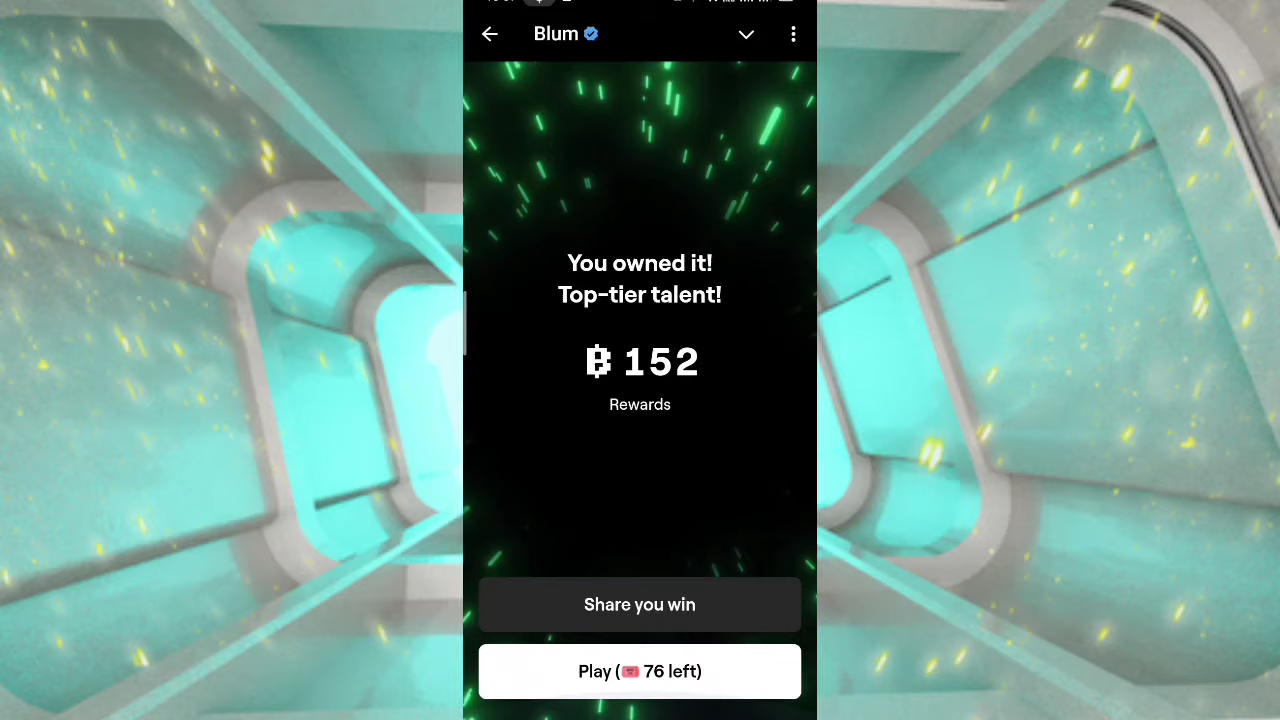 Blum
You owned it!
Top-tier talent!
152
Rewards
Share you win
Play (🎟 76 left)